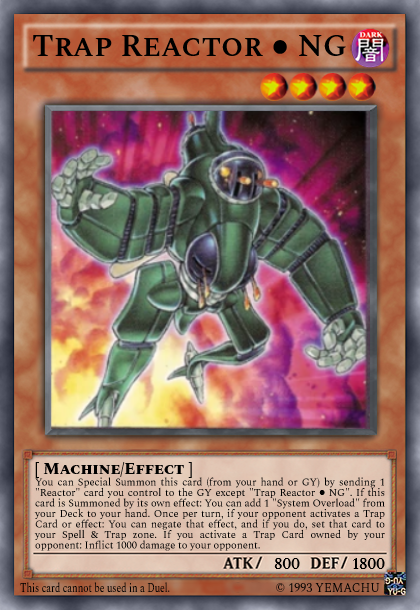 TRAP REACTOR ● NG
DARK
闇
[ MACHINE/EFFECT ]
You can Special Summon this card (from your hand or GY) by sending 1
"Reactor" card you control to the GY except "Trap Reactor ● NG". If this
card is Summoned by its own effect: You can add 1 "System Overload" from
your Deck to your hand. Once per turn, if your opponent activates a Trap
Card or effect: You can negate that effect, and if you do, set that card to
your Spell & Trap zone. If you activate a Trap Card owned by your
opponent: Inflict 1000 damage to your opponent.
ATK/ 800 DEF/ 1800
This card cannot be used in a Duel.
© 1993 YEMACHU